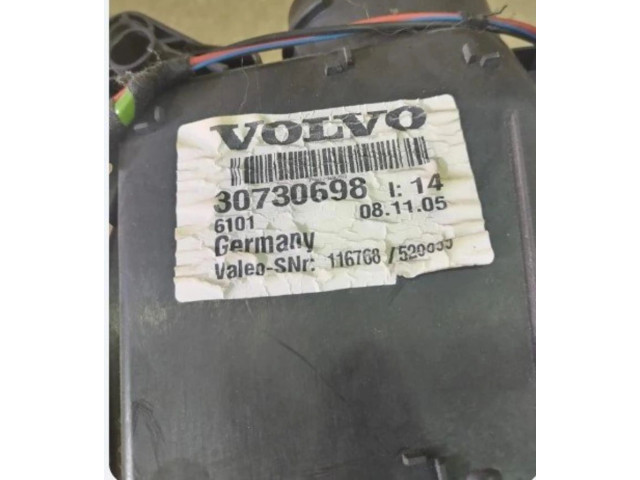 VOLVO
30730698 I: 14
6101 08.11.05
Germany
Valeo-SNr: 116768 /